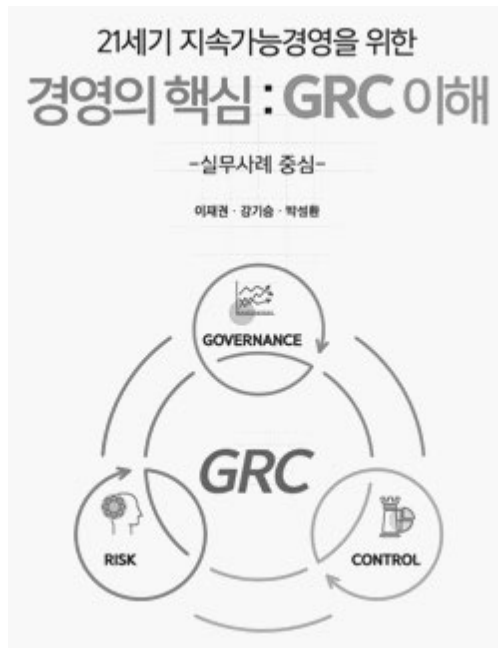 21세기 지속가능경영을 위한
경영의 핵심 : GRC 이해
-실무사례 중심-
이재권 · 강기승 · 박성환
GOVERNANCE
GRC
RISK
CONTROL